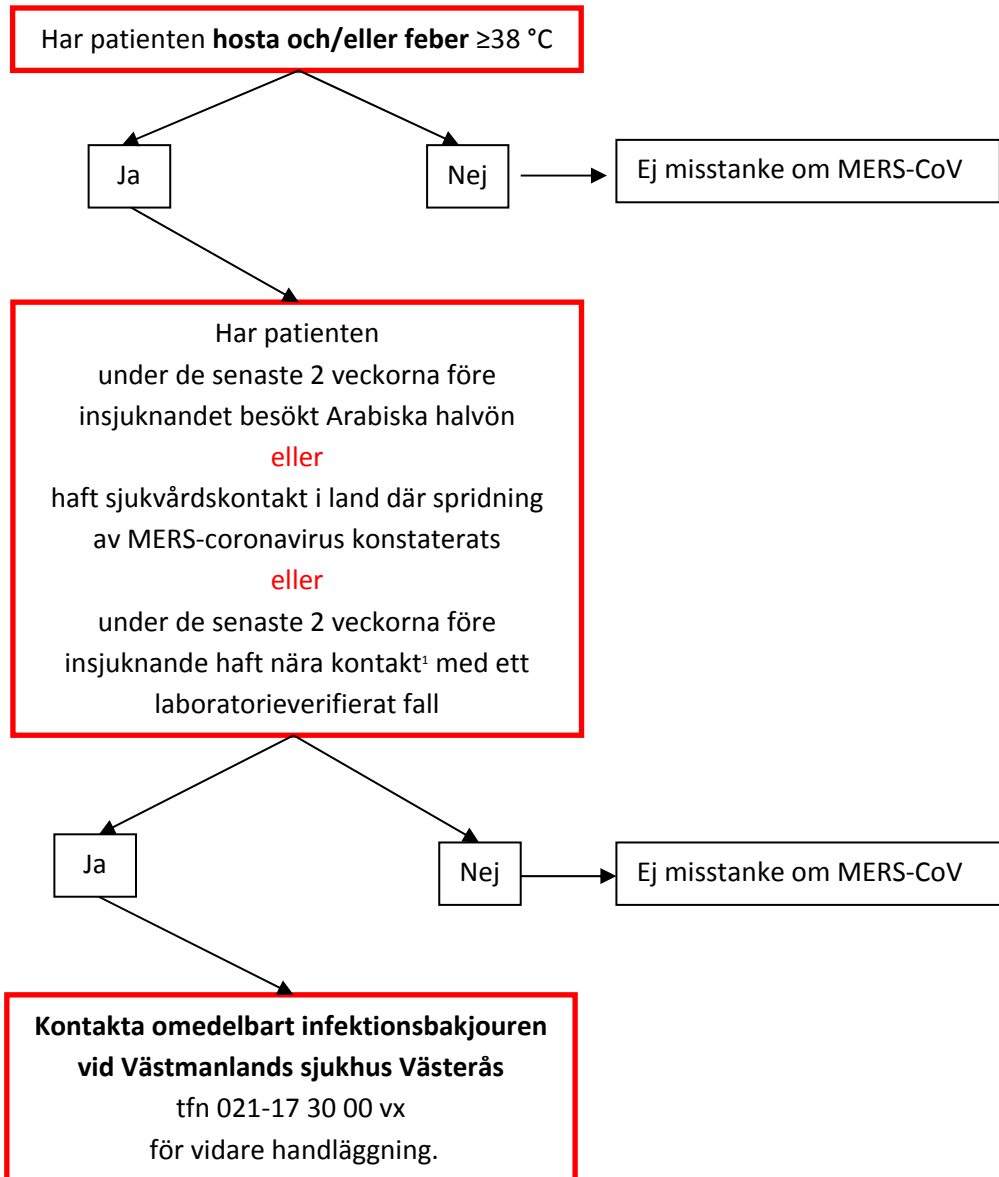 Har patienten hosta och/eller feber ≥38 °C
Ja
Nej
Ej misstanke om MERS-CoV
Har patienten
under de senaste 2 veckorna före
insjuknandet besökt Arabiska halvön
eller
haft sjukvårdskontakt i land där spridning
av MERS-coronavirus konstaterats
eller
under de senaste 2 veckorna före
insjuknande haft nära kontakt¹ med ett
laboratorieverifierat fall
Ja
Nej
Ej misstanke om MERS-CoV
Kontakta omedelbart infektionsbakjouren
vid Västmanlands sjukhus Västerås
tfn 021-17 30 00 vx
för vidare handläggning.